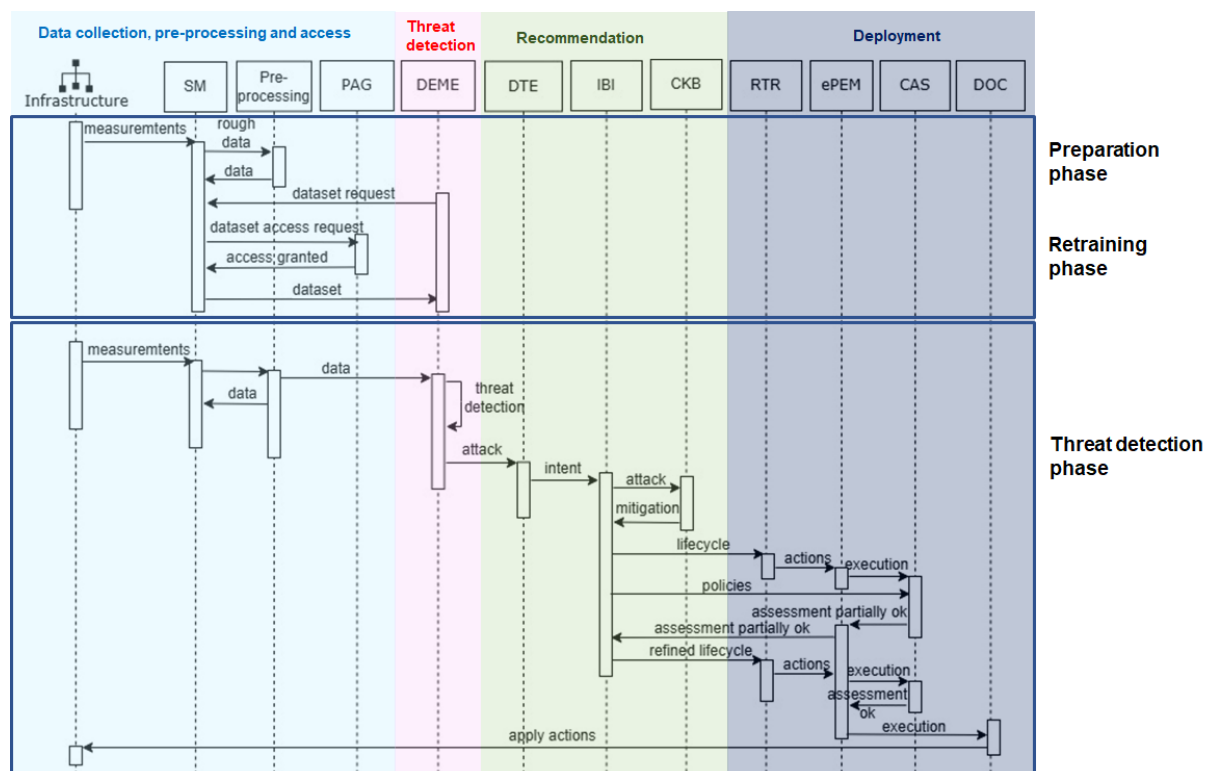 Data collection, pre-processing and access
Threat
detection
Recommendation
Deployment
Infrastructure
SM
Pre-
processing
PAG
DEME
DTE
IBI
CKB
RTR
ePEM
CAS
DOC
measuremtents
rough
data
data
dataset request
dataset access request
access granted
dataset
Preparation
phase
Retraining
phase
measuremtents
data
data
threat
detection
attack
intent
attack
mitigation
lifecycle
actions
execution
policies
assessment partially ok
assessment partially ok
refined lifecycle
actions
execution
assessment
ok
execution
apply actions
Threat detection
phase